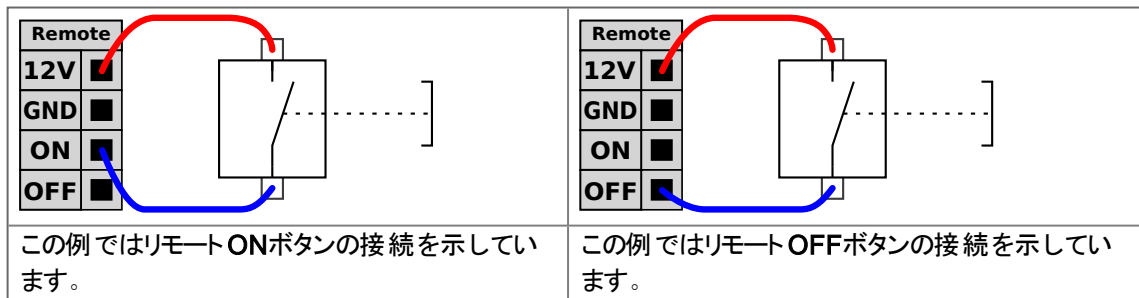 Remote
12V
GND
ON
OFF
Remote
12V
GND
ON
OFF
この例ではリモートONボタンの接続を示してい
ます。
この例ではリモートOFFボタンの接続を示してい
ます。